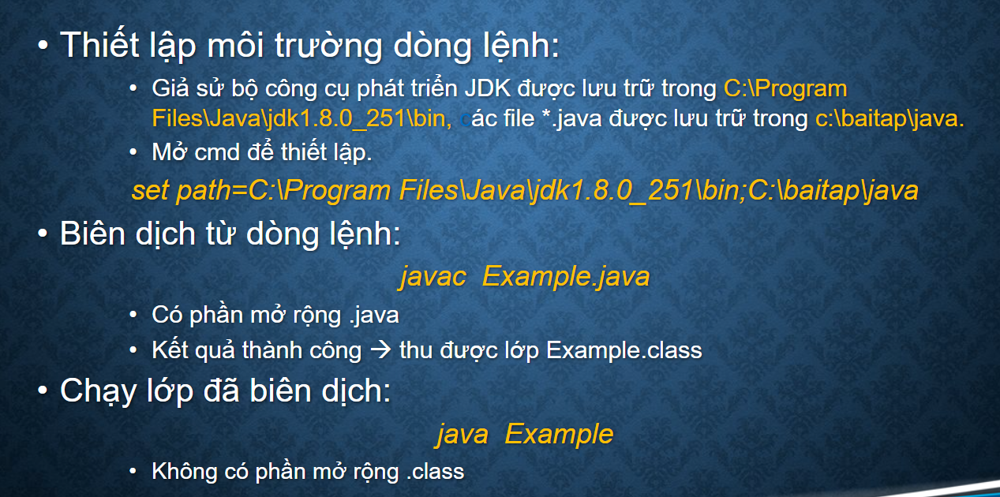 • Thiết lập môi trường dòng lệnh:
• Giả sử bộ công cụ phát triển JDK được lưu trữ trong C:\Program
Files\Java\jdk1.8.0_251\bin, các file *.java được lưu trữ trong c:\baitap\java.
• Mở cmd để thiết lập.
set path=C:\Program Files\Java\jdk1.8.0_251\bin;C:\baitap\java
• Biên dịch từ dòng lệnh:
javac Example.java
• Có phần mở rộng .java
• Kết quả thành công → thu được lớp Example.class
• Chạy lớp đã biên dịch:
java Example
• Không có phần mở rộng .class